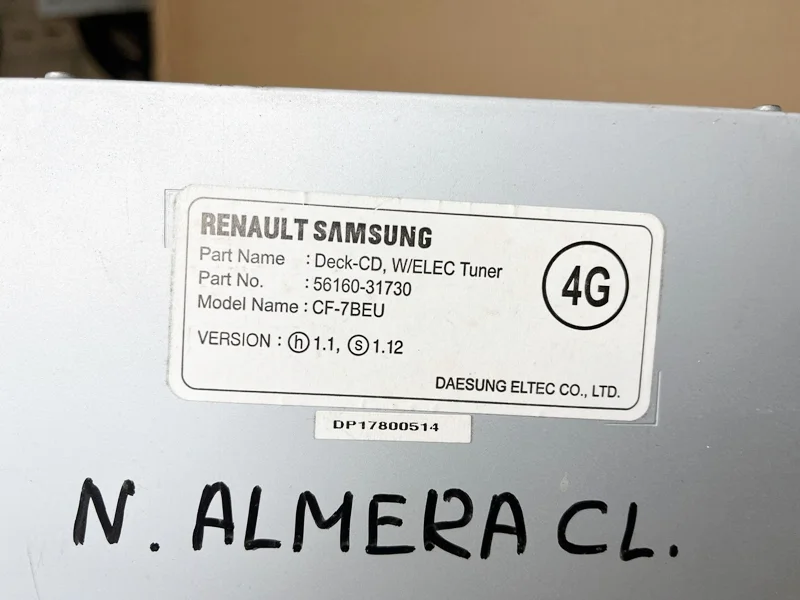 RENAULT SAMSUNG
Part Name : Deck-CD, W/ELEC Tuner
Part No. : 56160-31730
Model Name : CF-7BEU
4G
VERSION : ⓗ 1.1, ⓢ 1.12
DAESUNG ELTEC CO., LTD.
DP17800514
N. ALMERA CL.